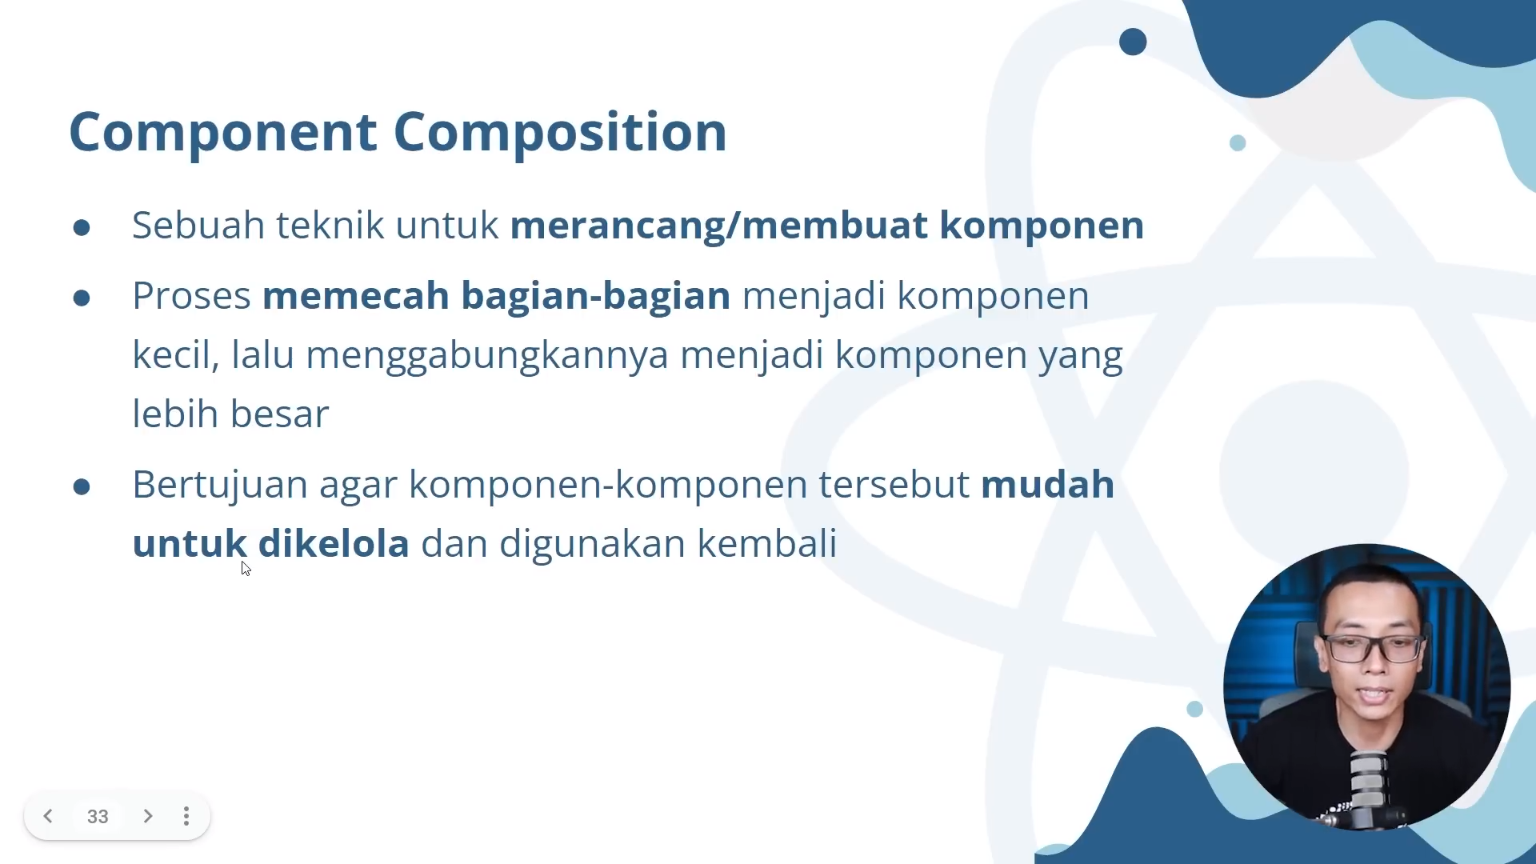 Component Composition
● Sebuah teknik untuk merancang/membuat komponen
● Proses memecah bagian-bagian menjadi komponen
kecil, lalu menggabungkannya menjadi komponen yang
lebih besar
● Bertujuan agar komponen-komponen tersebut mudah
untuk dikelola dan digunakan kembali
33